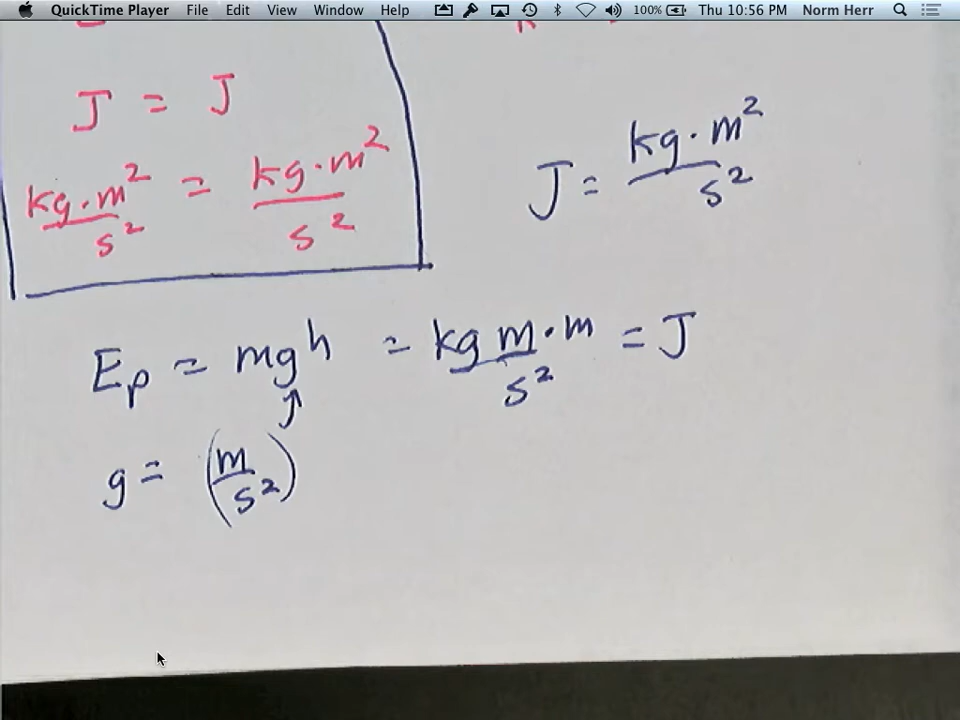 QuickTime Player File Edit View Window Help 100% Thu 10:56 PM Norm Herr
J = J
kg·m²/s² = kg·m²/s²
J = kg·m²/s²
Ep = mgh = kg m·m/s² = J
g = (m/s²)